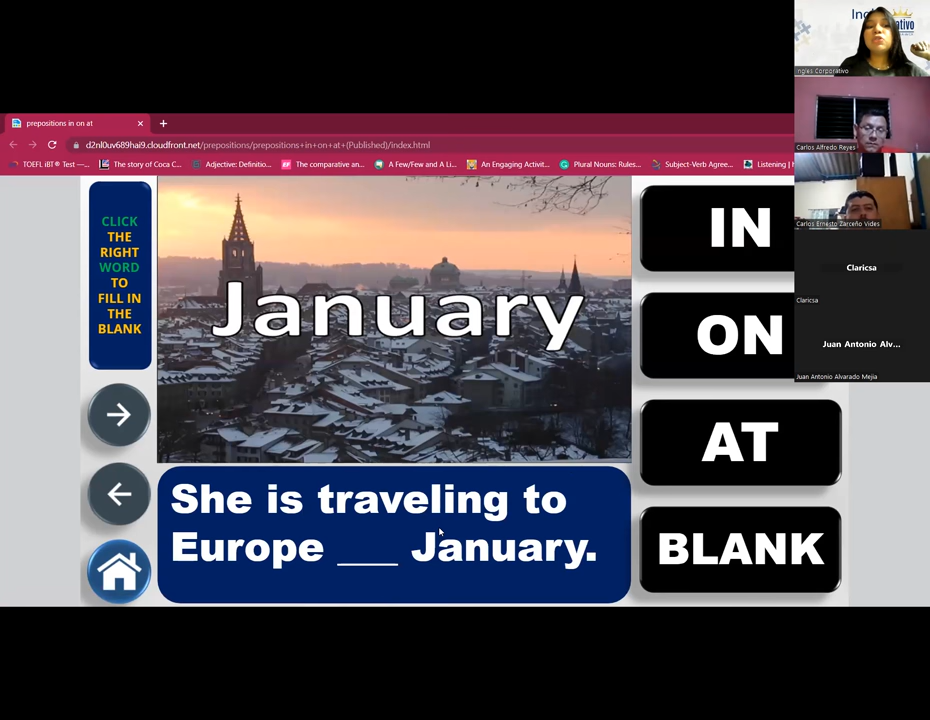 prepositions in on at
d2nl0uv689hai9.cloudfront.net/prepositions/prepositions+in+on+at+(Published)/index.html
TOEFL iBT® Test —...
The story of Coca C...
Adjective: Definitio...
The comparative an...
A Few/Few and A Li...
An Engaging Activit...
Plural Nouns: Rules...
Subject-Verb Agree...
CLICK
THE
RIGHT
WORD
TO
FILL IN
THE
BLANK
January
She is traveling to
Europe ___ January.
IN
ON
AT
BLANK
Ingles Corporativo
Carlos Alfredo Reyes
Carlos Ernesto Zarceño Vides
Claricsa
Claricsa
Juan Antonio Alv...
Juan Antonio Alvarado Mejia